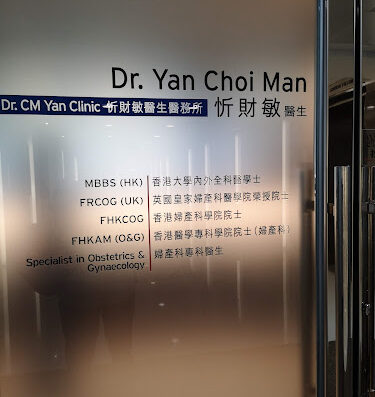 Dr. Yan Choi Man
Dr. CM Yan Clinic 忻財敏醫生醫務所 忻財敏 醫生
MBBS (HK) 香港大學內外全科醫學士
FRCOG (UK) 英國皇家婦產科醫學院榮授院士
FHKCOG 香港婦產科學院院士
FHKAM (O&G) 香港醫學專科學院院士 (婦產科)
Specialist in Obstetrics & 婦產科專科醫生
Gynaecology